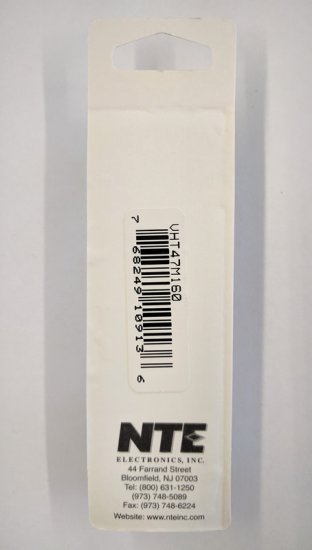 VHT47M160
7 68249 10913 6
NTE
ELECTRONICS, INC.
44 Farrand Street
Bloomfield, NJ 07003
Tel: (800) 631-1250
(973) 748-5089
Fax: (973) 748-6224
Website: www.nteinc.com